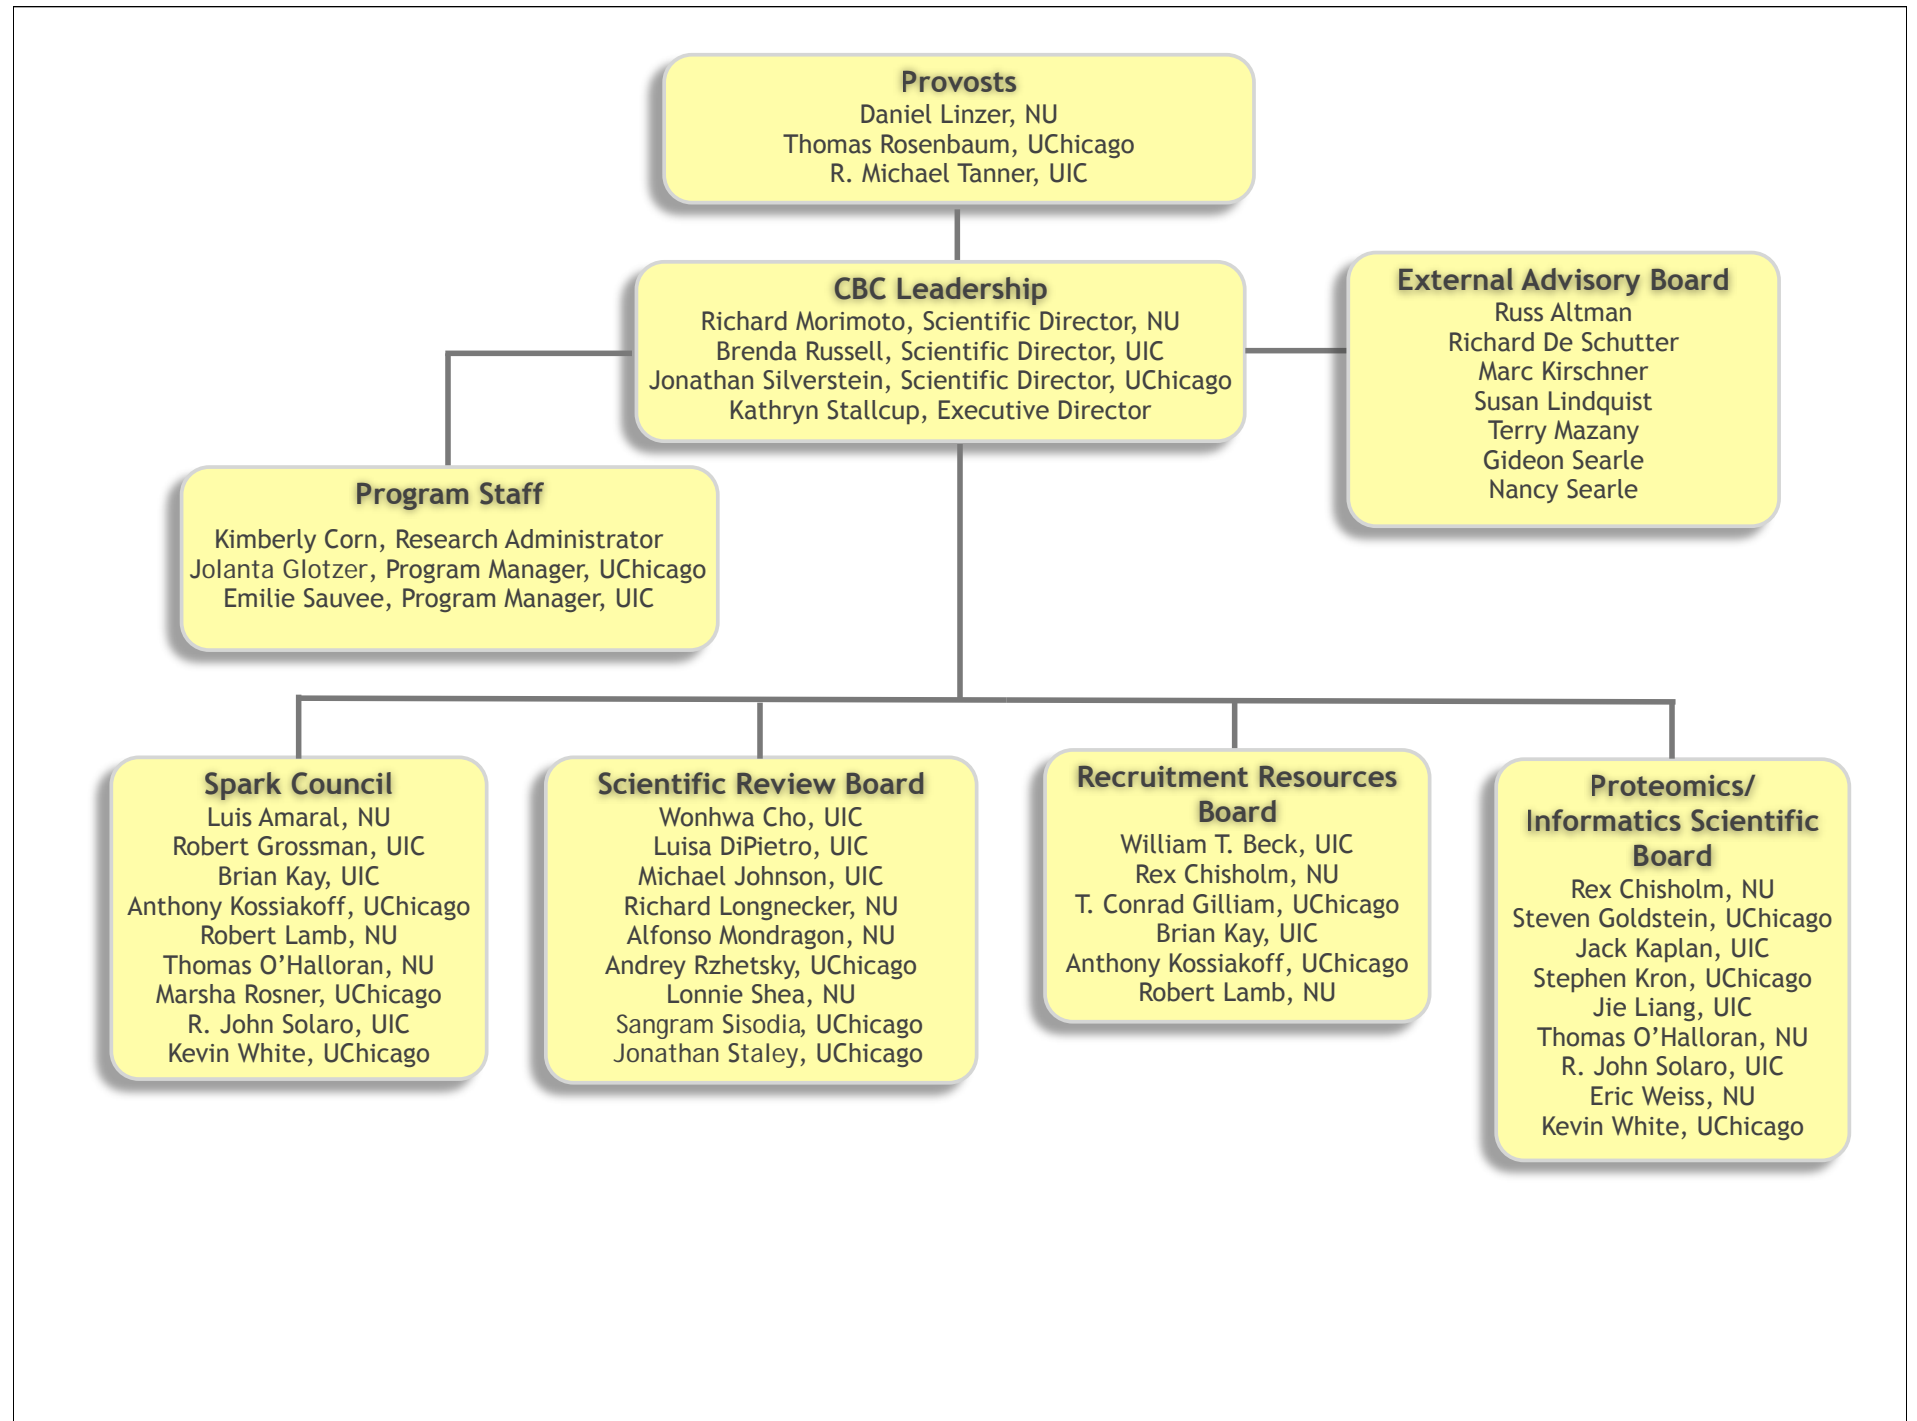 Provosts
Daniel Linzer, NU
Thomas Rosenbaum, UChicago
R. Michael Tanner, UIC
CBC Leadership
Richard Morimoto, Scientific Director, NU
Brenda Russell, Scientific Director, UIC
Jonathan Silverstein, Scientific Director, UChicago
Kathryn Stallcup, Executive Director
External Advisory Board
Russ Altman
Richard De Schutter
Marc Kirschner
Susan Lindquist
Terry Mazany
Gideon Searle
Nancy Searle
Program Staff
Kimberly Corn, Research Administrator
Jolanta Glotzer, Program Manager, UChicago
Emilie Sauvee, Program Manager, UIC
Spark Council
Luis Amaral, NU
Robert Grossman, UIC
Brian Kay, UIC
Anthony Kossiakoff, UChicago
Robert Lamb, NU
Thomas O’Halloran, NU
Marsha Rosner, UChicago
R. John Solaro, UIC
Kevin White, UChicago
Scientific Review Board
Wonhwa Cho, UIC
Luisa DiPietro, UIC
Michael Johnson, UIC
Richard Longnecker, NU
Alfonso Mondragon, NU
Andrey Rzhetsky, UChicago
Lonnie Shea, NU
Sangram Sisodia, UChicago
Jonathan Staley, UChicago
Recruitment Resources
Board
William T. Beck, UIC
Rex Chisholm, NU
T. Conrad Gilliam, UChicago
Brian Kay, UIC
Anthony Kossiakoff, UChicago
Robert Lamb, NU
Proteomics/
Informatics Scientific
Board
Rex Chisholm, NU
Steven Goldstein, UChicago
Jack Kaplan, UIC
Stephen Kron, UChicago
Jie Liang, UIC
Thomas O’Halloran, NU
R. John Solaro, UIC
Eric Weiss, NU
Kevin White, UChicago